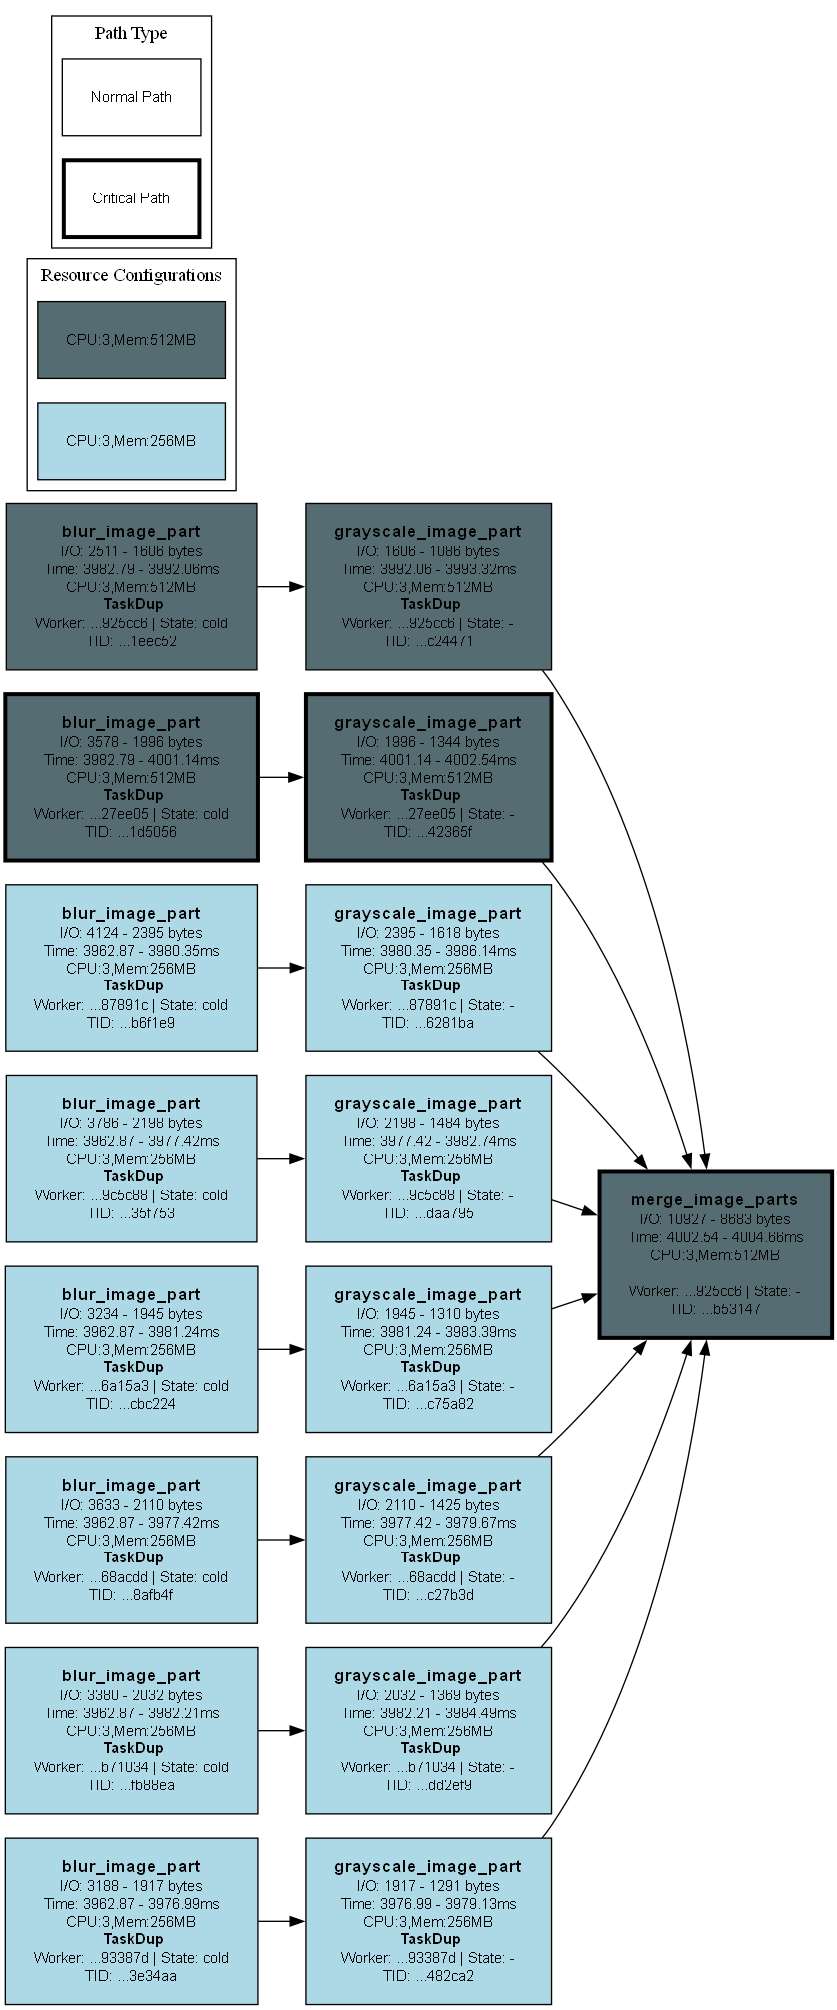 Path Type
Normal Path
Critical Path
Resource Configurations
CPU:3,Mem:512MB
CPU:3,Mem:256MB
blur_image_part
I/O: 2511 - 1606 bytes
Time: 3982.79 - 3992.06ms
CPU:3,Mem:512MB
TaskDup
Worker: ...925cc6 | State: cold
TID: ...1eec52
grayscale_image_part
I/O: 1606 - 1086 bytes
Time: 3992.06 - 3993.32ms
CPU:3,Mem:512MB
TaskDup
Worker: ...925cc6 | State: -
TID: ...c24471
blur_image_part
I/O: 3578 - 1996 bytes
Time: 3982.79 - 4001.14ms
CPU:3,Mem:512MB
TaskDup
Worker: ...27ee05 | State: cold
TID: ...1d5056
grayscale_image_part
I/O: 1996 - 1344 bytes
Time: 4001.14 - 4002.54ms
CPU:3,Mem:512MB
TaskDup
Worker: ...27ee05 | State: -
TID: ...42365f
blur_image_part
I/O: 4124 - 2395 bytes
Time: 3962.87 - 3980.35ms
CPU:3,Mem:256MB
TaskDup
Worker: ...87891c | State: cold
TID: ...b6f1e9
grayscale_image_part
I/O: 2395 - 1618 bytes
Time: 3980.35 - 3986.14ms
CPU:3,Mem:256MB
TaskDup
Worker: ...87891c | State: -
TID: ...6281ba
blur_image_part
I/O: 3786 - 2198 bytes
Time: 3962.87 - 3977.42ms
CPU:3,Mem:256MB
TaskDup
Worker: ...9c5c88 | State: cold
TID: ...35f753
grayscale_image_part
I/O: 2198 - 1484 bytes
Time: 3977.42 - 3982.74ms
CPU:3,Mem:256MB
TaskDup
Worker: ...9c5c88 | State: -
TID: ...daa795
merge_image_parts
I/O: 10927 - 8683 bytes
Time: 4002.54 - 4004.66ms
CPU:3,Mem:512MB
Worker: ...925cc6 | State: -
TID: ...b53147
blur_image_part
I/O: 3234 - 1945 bytes
Time: 3962.87 - 3981.24ms
CPU:3,Mem:256MB
TaskDup
Worker: ...6a15a3 | State: cold
TID: ...cbc224
grayscale_image_part
I/O: 1945 - 1310 bytes
Time: 3981.24 - 3983.39ms
CPU:3,Mem:256MB
TaskDup
Worker: ...6a15a3 | State: -
TID: ...c75a82
blur_image_part
I/O: 3633 - 2110 bytes
Time: 3962.87 - 3977.42ms
CPU:3,Mem:256MB
TaskDup
Worker: ...68acdd | State: cold
TID: ...8afb4f
grayscale_image_part
I/O: 2110 - 1425 bytes
Time: 3977.42 - 3979.67ms
CPU:3,Mem:256MB
TaskDup
Worker: ...68acdd | State: -
TID: ...c27b3d
blur_image_part
I/O: 3380 - 2032 bytes
Time: 3962.87 - 3982.21ms
CPU:3,Mem:256MB
TaskDup
Worker: ...b71034 | State: cold
TID: ...fb88ea
grayscale_image_part
I/O: 2032 - 1369 bytes
Time: 3982.21 - 3984.49ms
CPU:3,Mem:256MB
TaskDup
Worker: ...b71034 | State: -
TID: ...dd2ef9
blur_image_part
I/O: 3188 - 1917 bytes
Time: 3962.87 - 3976.99ms
CPU:3,Mem:256MB
TaskDup
Worker: ...93387d | State: cold
TID: ...3e34aa
grayscale_image_part
I/O: 1917 - 1291 bytes
Time: 3976.99 - 3979.13ms
CPU:3,Mem:256MB
TaskDup
Worker: ...93387d | State: -
TID: ...482ca2